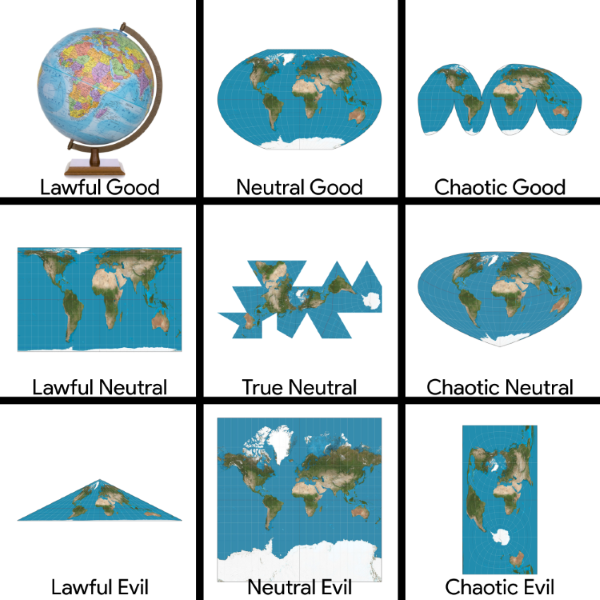 Lawful Good
Neutral Good
Chaotic Good
Lawful Neutral
True Neutral
Chaotic Neutral
Lawful Evil
Neutral Evil
Chaotic Evil